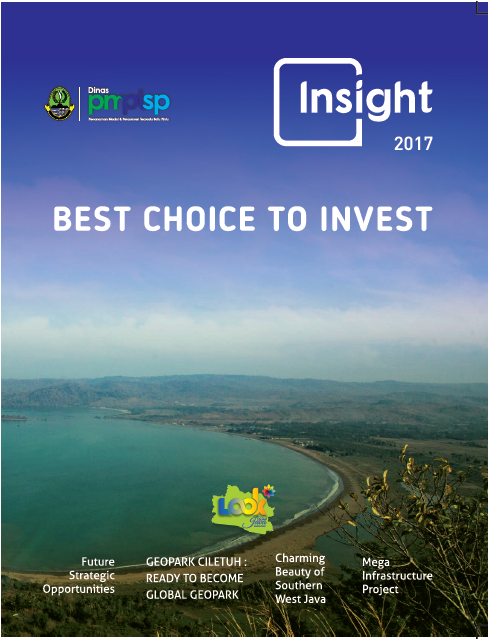 Dinas
pmptsp
Penanaman Modal & Pelayanan Terpadu Satu Pintu
Insight
2017
BEST CHOICE TO INVEST
LOOK
Future
Strategic
Opportunities
GEOPARK CILETUH :
READY TO BECOME
GLOBAL GEOPARK
Charming
Beauty of
Southern
West Java
Mega
Infrastructure
Project